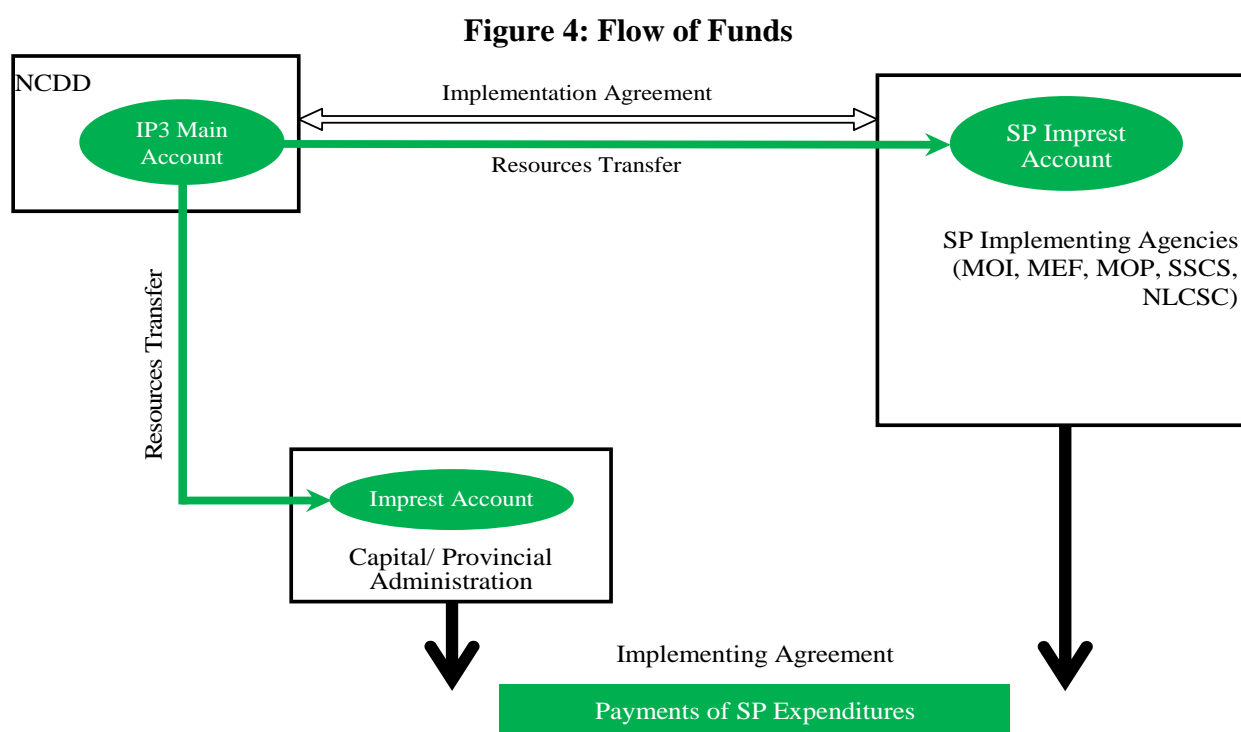 Figure 4: Flow of Funds
NCDD
Implementation Agreement
IP3 Main
Account
SP Imprest
Account
Resources Transfer
SP Implementing Agencies
(MOI, MEF, MOP, SSCS,
NLCSC)
Resources Transfer
Imprest Account
Capital/ Provincial
Administration
Implementing Agreement
Payments of SP Expenditures